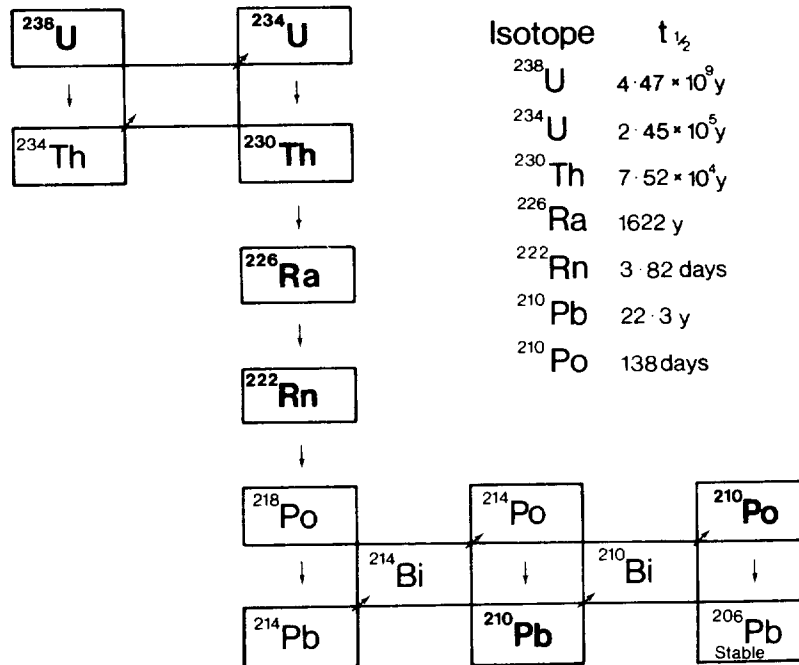 238U 234U
234Th 230Th
226Ra
222Rn
218Po 214Po 210Po
214Bi 210Bi
214Pb 210Pb 206Pb
Stable
Isotope t½
238U 4·47 × 10⁹y
234U 2·45 × 10⁵y
230Th 7·52 × 10⁴y
226Ra 1622 y
222Rn 3·82 days
210Pb 22·3 y
210Po 138 days